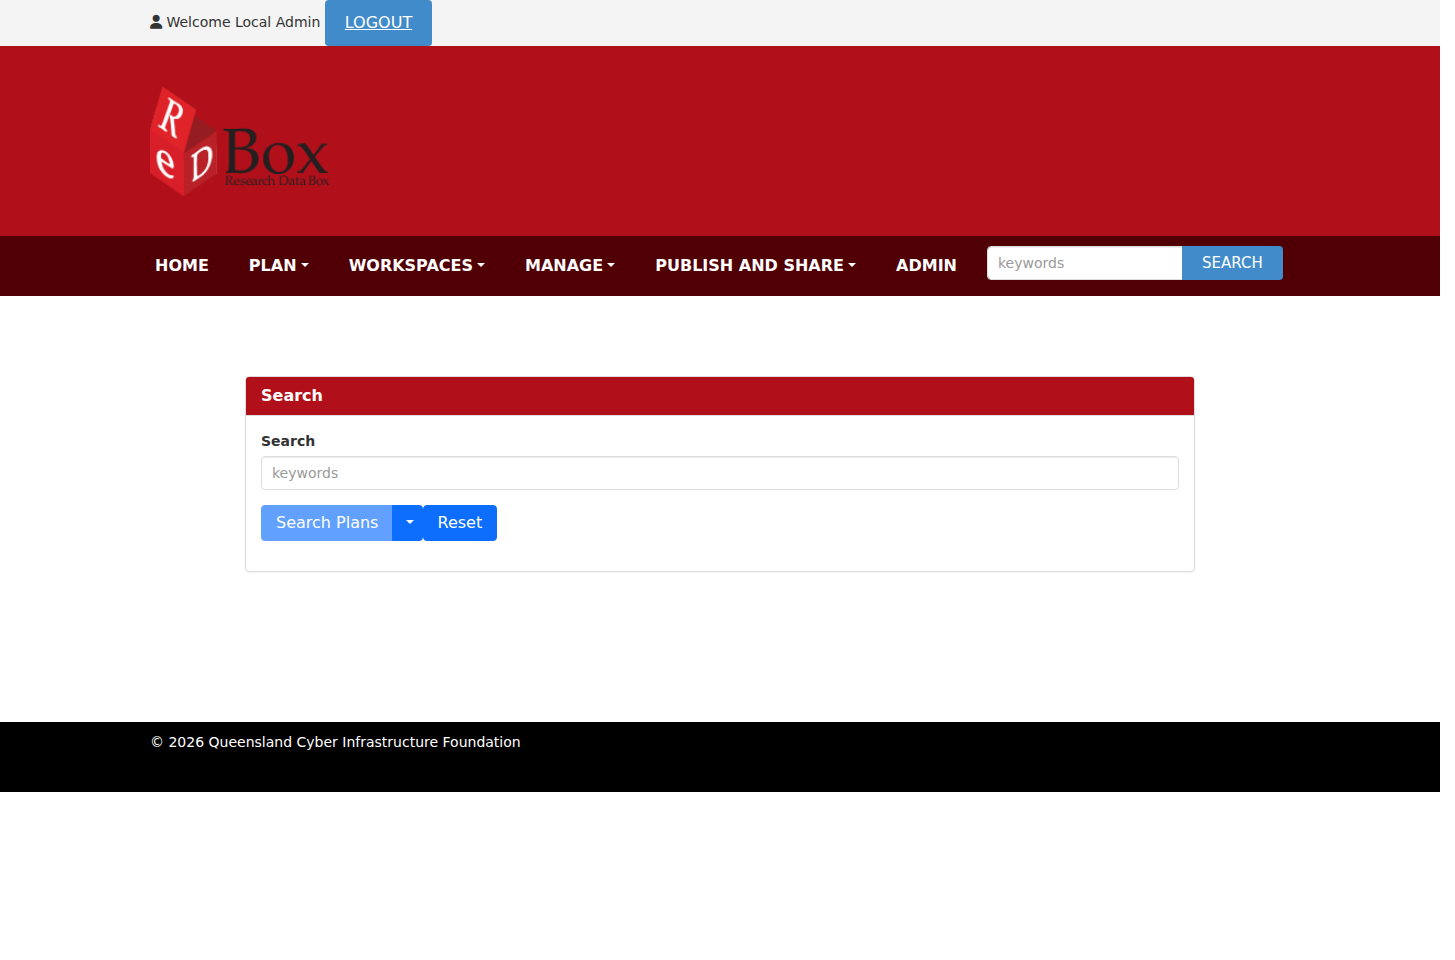 Welcome Local Admin LOGOUT
Re D Box
Research Data Box
HOME PLAN WORKSPACES MANAGE PUBLISH AND SHARE ADMIN keywords SEARCH
Search
Search
keywords
Search Plans Reset
© 2026 Queensland Cyber Infrastructure Foundation